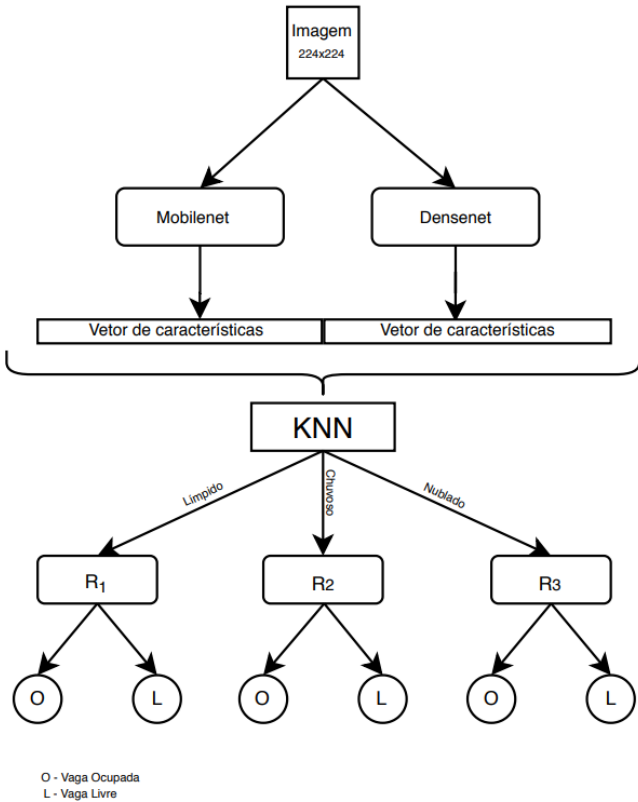 Imagem
224x224
Mobilenet
Densenet
Vetor de características
Vetor de características
KNN
Límpido
Chuvoso
Nublado
R1
R2
R3
O
L
O
L
O
L
O - Vaga Ocupada
L - Vaga Livre